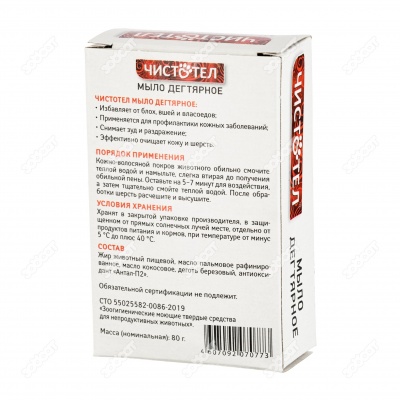 ЧИСТОТЕЛ
ЧИСТОТЕЛ
МЫЛО ДЕГТЯРНОЕ
ЧИСТОТЕЛ МЫЛО ДЕГТЯРНОЕ:
• Избавляет от блох, вшей и власоедов;
• Применяется для профилактики кожных заболеваний;
• Снимает зуд и раздражение;
• Эффективно очищает кожу и шерсть.
ПОРЯДОК ПРИМЕНЕНИЯ
Кожно-волосяной покров животного обильно смочите
теплой водой и намыльте, слегка втирая до получения
обильной пены. Оставьте на 5-7 минут для воздействия,
а затем тщательно смойте теплой водой. После обра-
ботки шерсть расчешите и высушите.
УСЛОВИЯ ХРАНЕНИЯ
Хранят в закрытой упаковке производителя, в защи-
щенном от прямых солнечных лучей месте, отдельно от
продуктов питания и кормов, при температуре от минус
5 °С до плюс 40 °С.
СОСТАВ
Жир животный пищевой, масло пальмовое рафиниро-
ванное, масло кокосовое, деготь березовый, антиокси-
дант «Антал-П2».
Обязательной сертификации не подлежит.
СТО 55025582-0086-2019
«Зоогигиенические моющие твердые средства
для непродуктивных животных».
Масса (номинальная): 80 г.
4607092 070773
ЧИСТОТЕЛ
МЫЛО
ДЕГТЯРНОЕ